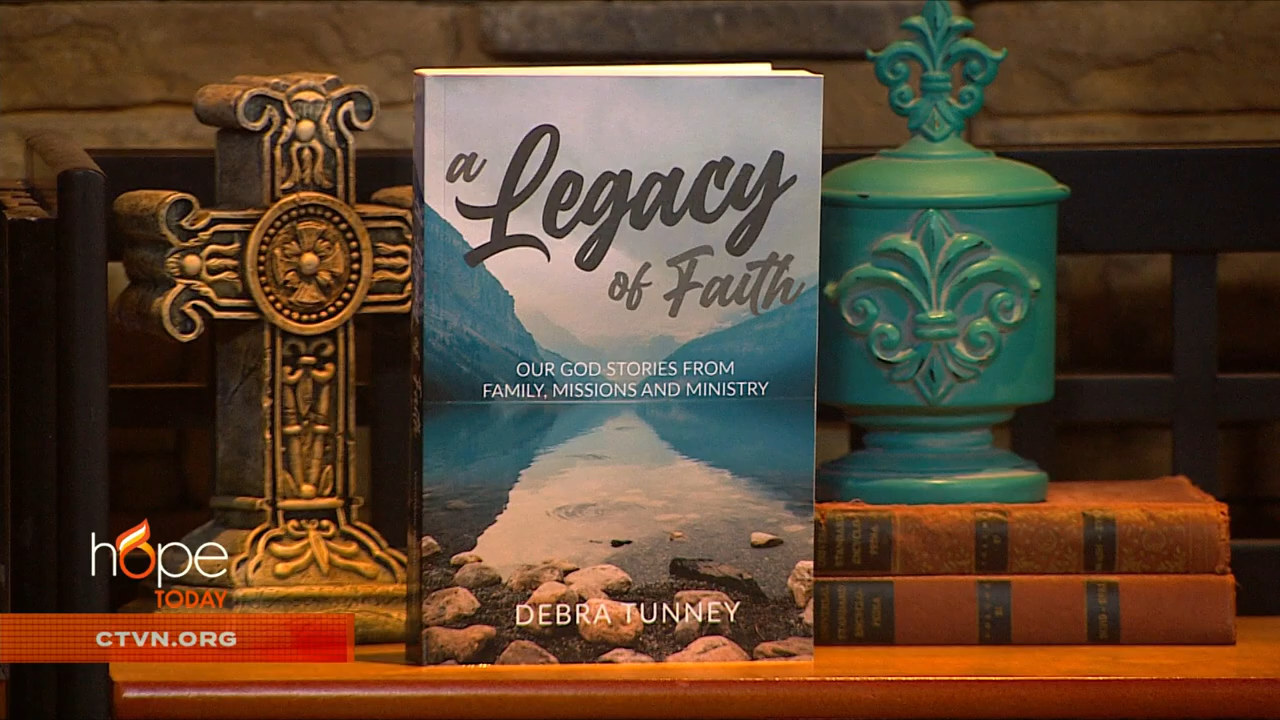 a
Legacy
of Faith
OUR GOD STORIES FROM
FAMILY, MISSIONS AND MINISTRY
DEBRA TUNNEY
hope
TODAY
CTVN.ORG